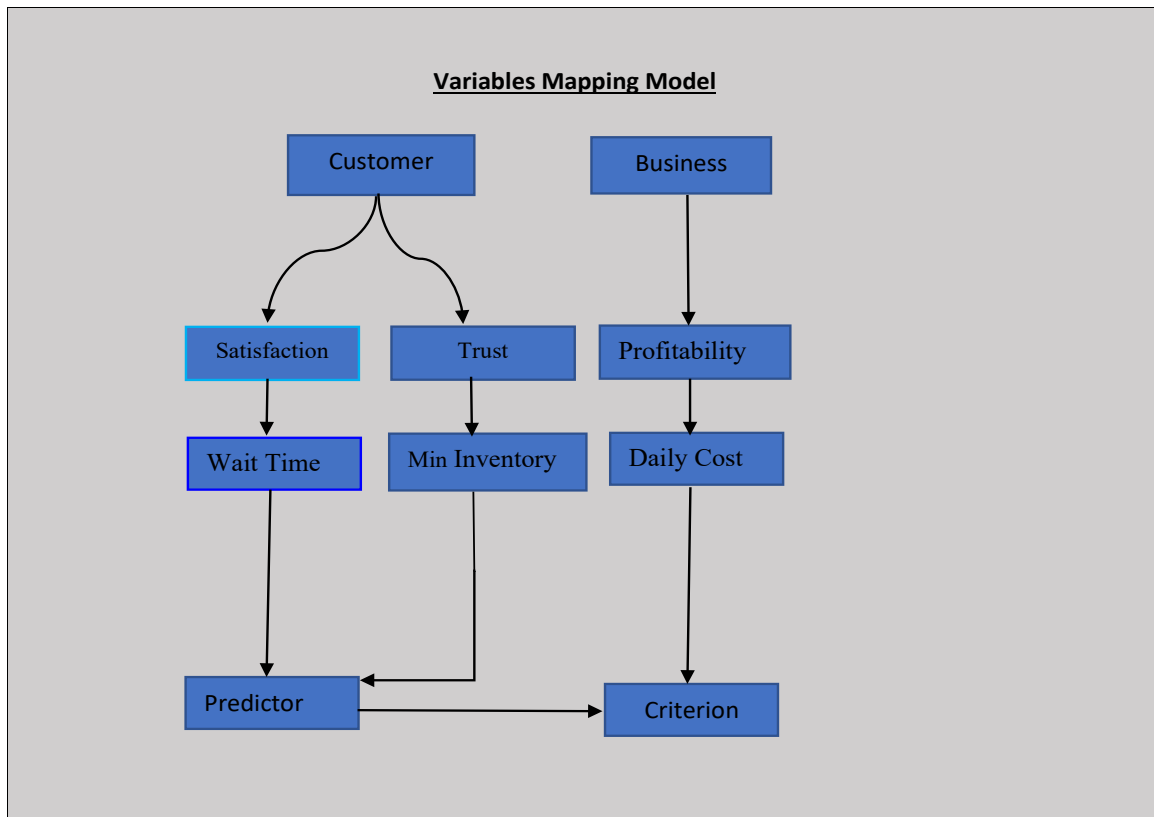 Variables Mapping Model
Customer
Business
Satisfaction
Trust
Profitability
Wait Time
Min Inventory
Daily Cost
Predictor
Criterion